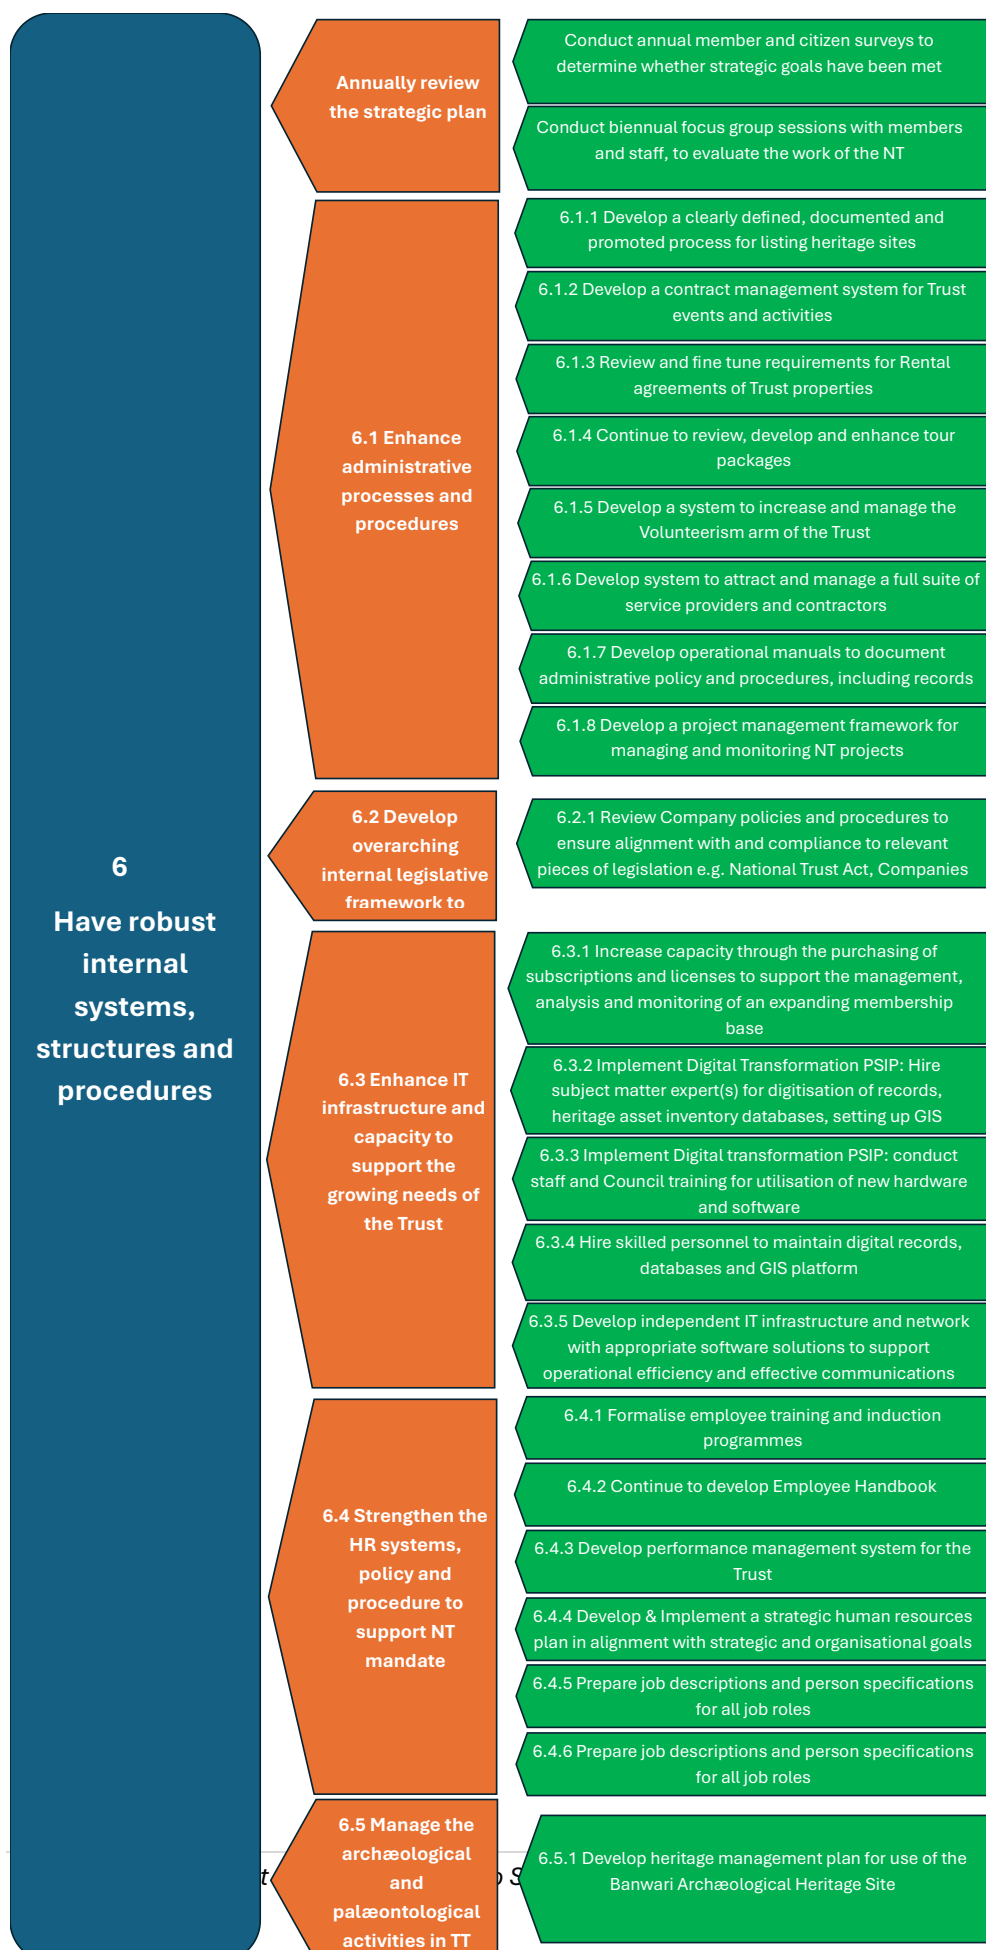 6
Have robust
internal
systems,
structures and
procedures
Annually review
the strategic plan
Conduct annual member and citizen surveys to
determine whether strategic goals have been met
Conduct biennual focus group sessions with members
and staff, to evaluate the work of the NT
6.1 Enhance
administrative
processes and
procedures
6.1.1 Develop a clearly defined, documented and
promoted process for listing heritage sites
6.1.2 Develop a contract management system for Trust
events and activities
6.1.3 Review and fine tune requirements for Rental
agreements of Trust properties
6.1.4 Continue to review, develop and enhance tour
packages
6.1.5 Develop a system to increase and manage the
Volunteerism arm of the Trust
6.1.6 Develop system to attract and manage a full suite of
service providers and contractors
6.1.7 Develop operational manuals to document
administrative policy and procedures, including records
6.1.8 Develop a project management framework for
managing and monitoring NT projects
6.2 Develop
overarching
internal legislative
framework to
6.2.1 Review Company policies and procedures to
ensure alignment with and compliance to relevant
pieces of legislation e.g. National Trust Act, Companies
6.3 Enhance IT
infrastructure and
capacity to
support the
growing needs of
the Trust
6.3.1 Increase capacity through the purchasing of
subscriptions and licenses to support the management,
analysis and monitoring of an expanding membership
base
6.3.2 Implement Digital Transformation PSIP: Hire
subject matter expert(s) for digitisation of records,
heritage asset inventory databases, setting up GIS
6.3.3 Implement Digital transformation PSIP: conduct
staff and Council training for utilisation of new hardware
and software
6.3.4 Hire skilled personnel to maintain digital records,
databases and GIS platform
6.3.5 Develop independent IT infrastructure and network
with appropriate software solutions to support
operational efficiency and effective communications
6.4 Strengthen the
HR systems,
policy and
procedure to
support NT
mandate
6.4.1 Formalise employee training and induction
programmes
6.4.2 Continue to develop Employee Handbook
6.4.3 Develop performance management system for the
Trust
6.4.4 Develop & Implement a strategic human resources
plan in alignment with strategic and organisational goals
6.4.5 Prepare job descriptions and person specifications
for all job roles
6.4.6 Prepare job descriptions and person specifications
for all job roles
6.5 Manage the
archæological
and
palæontological
activities in TT
6.5.1 Develop heritage management plan for use of the
Banwari Archæological Heritage Site